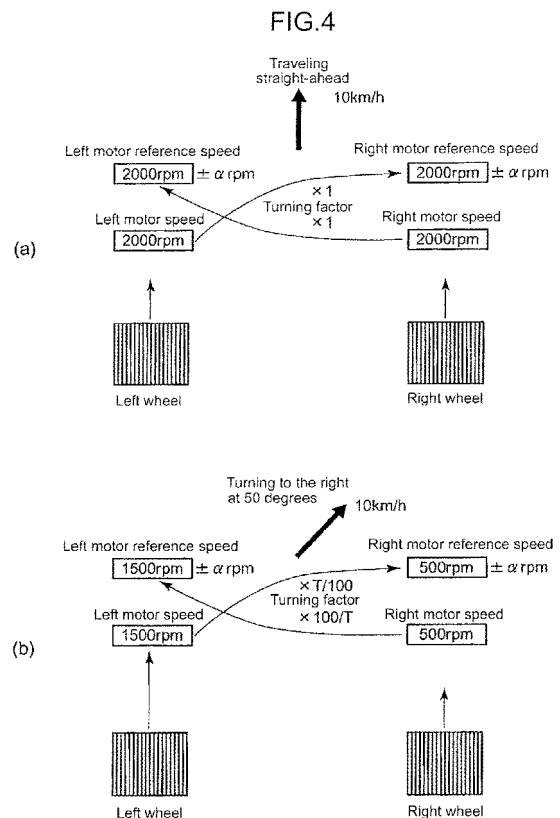 FIG.4
Traveling
straight-ahead
10km/h
Left motor reference speed
2000rpm ± α rpm
Right motor reference speed
2000rpm ± α rpm
×1
Turning factor
×1
Left motor speed
2000rpm
Right motor speed
2000rpm
(a)
Left wheel
Right wheel
Turning to the right
at 50 degrees
10km/h
Left motor reference speed
1500rpm ± α rpm
Right motor reference speed
500rpm ± α rpm
×T/100
Turning factor
×100/T
Left motor speed
1500rpm
Right motor speed
500rpm
(b)
Left wheel
Right wheel